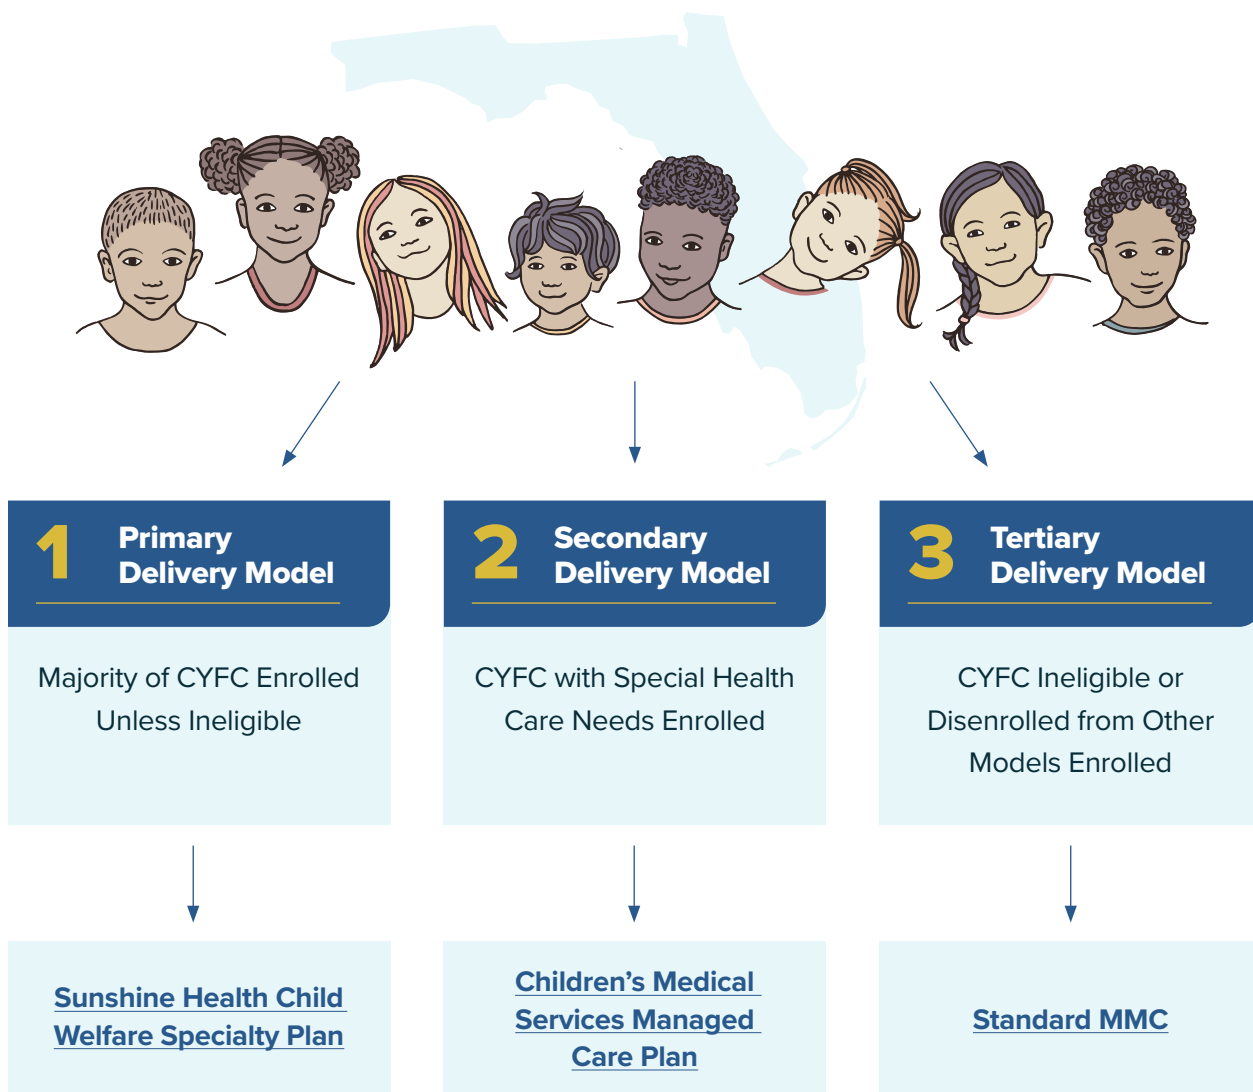 1
Primary
Delivery Model
Majority of CYFC Enrolled
Unless Ineligible
Sunshine Health Child
Welfare Specialty Plan
2
Secondary
Delivery Model
CYFC with Special Health
Care Needs Enrolled
Children’s Medical
Services Managed
Care Plan
3
Tertiary
Delivery Model
CYFC Ineligible or
Disenrolled from Other
Models Enrolled
Standard MMC